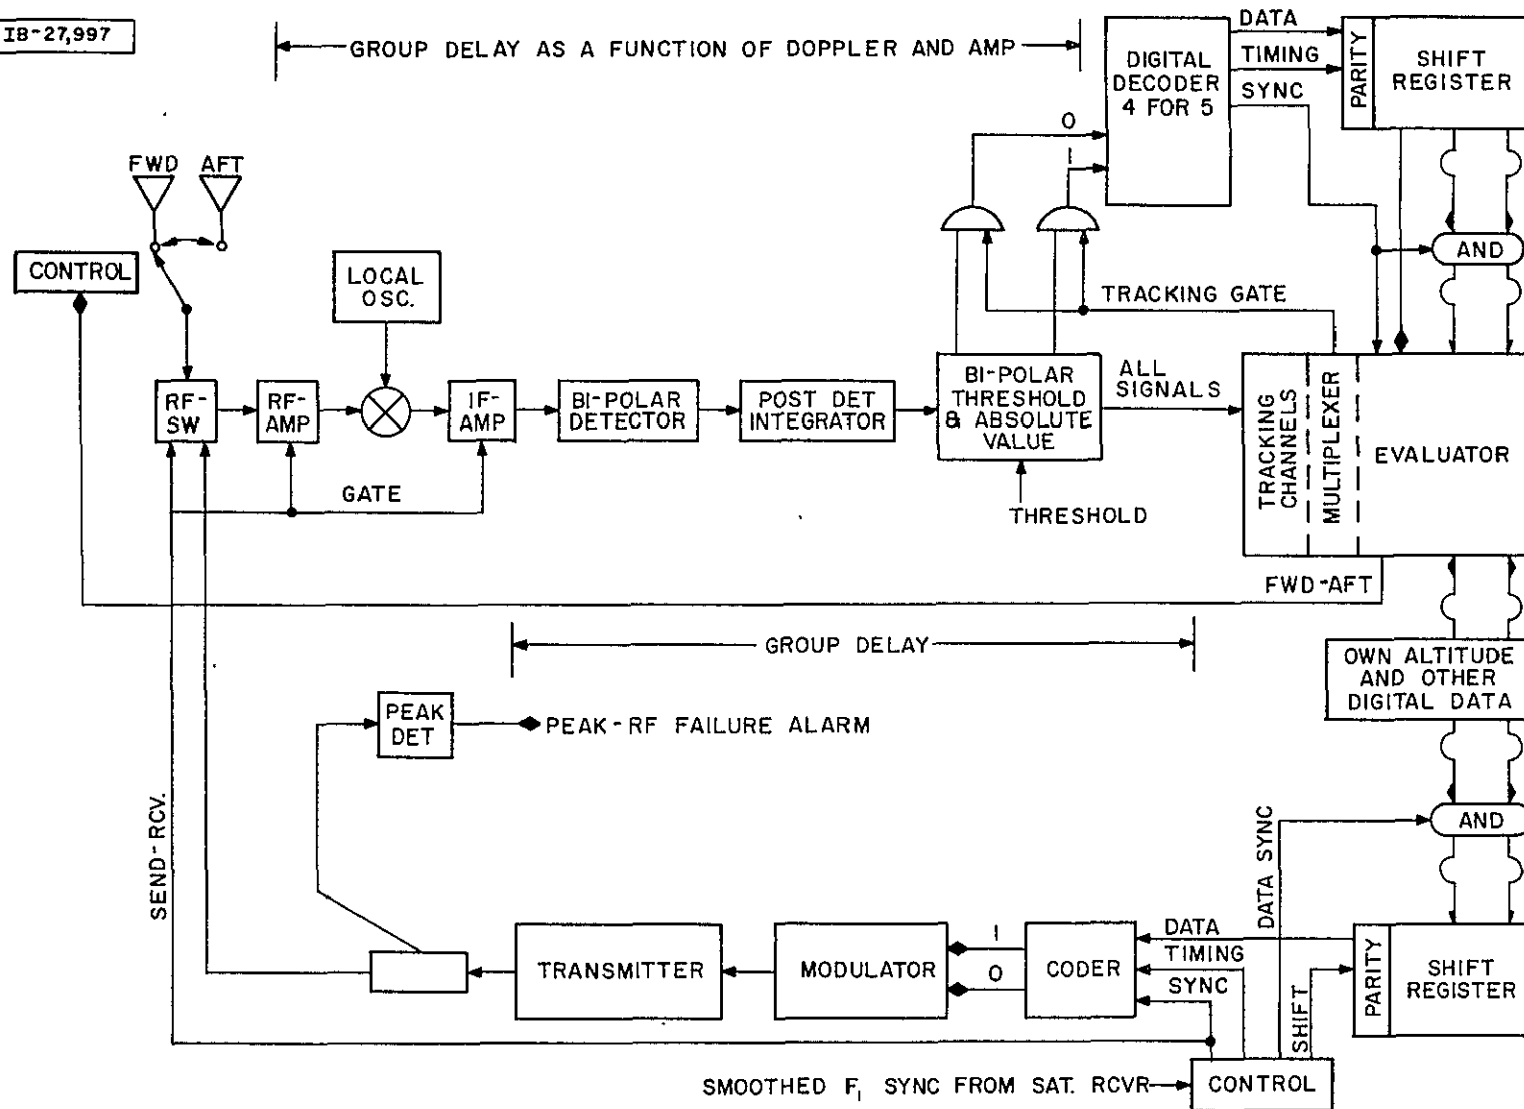 IB-27,997
GROUP DELAY AS A FUNCTION OF DOPPLER AND AMP
DIGITAL
DECODER
4 FOR 5
DATA
TIMING
SYNC
PARITY
SHIFT
REGISTER
0
1
FWD
AFT
CONTROL
LOCAL
OSC.
AND
TRACKING GATE
RF-
SW
RF-
AMP
IF-
AMP
BI-POLAR
DETECTOR
POST DET
INTEGRATOR
BI-POLAR
THRESHOLD
& ABSOLUTE
VALUE
ALL
SIGNALS
TRACKING
CHANNELS
MULTIPLEXER
EVALUATOR
GATE
THRESHOLD
FWD-AFT
GROUP DELAY
OWN ALTITUDE
AND OTHER
DIGITAL DATA
PEAK
DET
PEAK-RF FAILURE ALARM
SEND-RCV.
DATA SYNC
AND
TRANSMITTER
MODULATOR
1
0
CODER
DATA
TIMING
SYNC
SHIFT
PARITY
SHIFT
REGISTER
SMOOTHED F₁ SYNC FROM SAT. RCVR
CONTROL